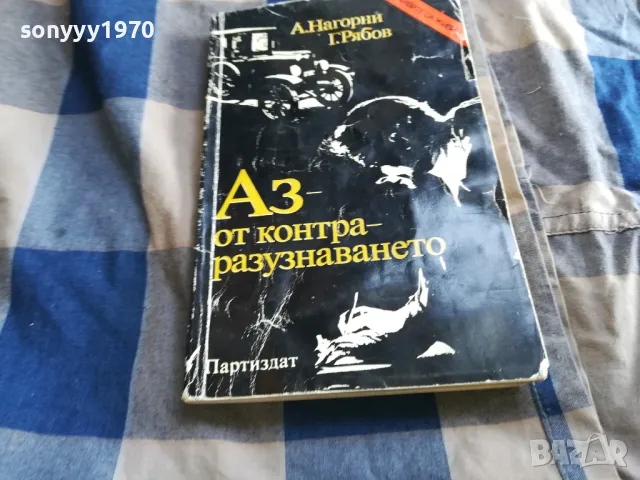 sonyyy1970
А.Нагорни
Г.Рябов
Аз–
от контра–
разузнаването
Партиздат
BAZAR